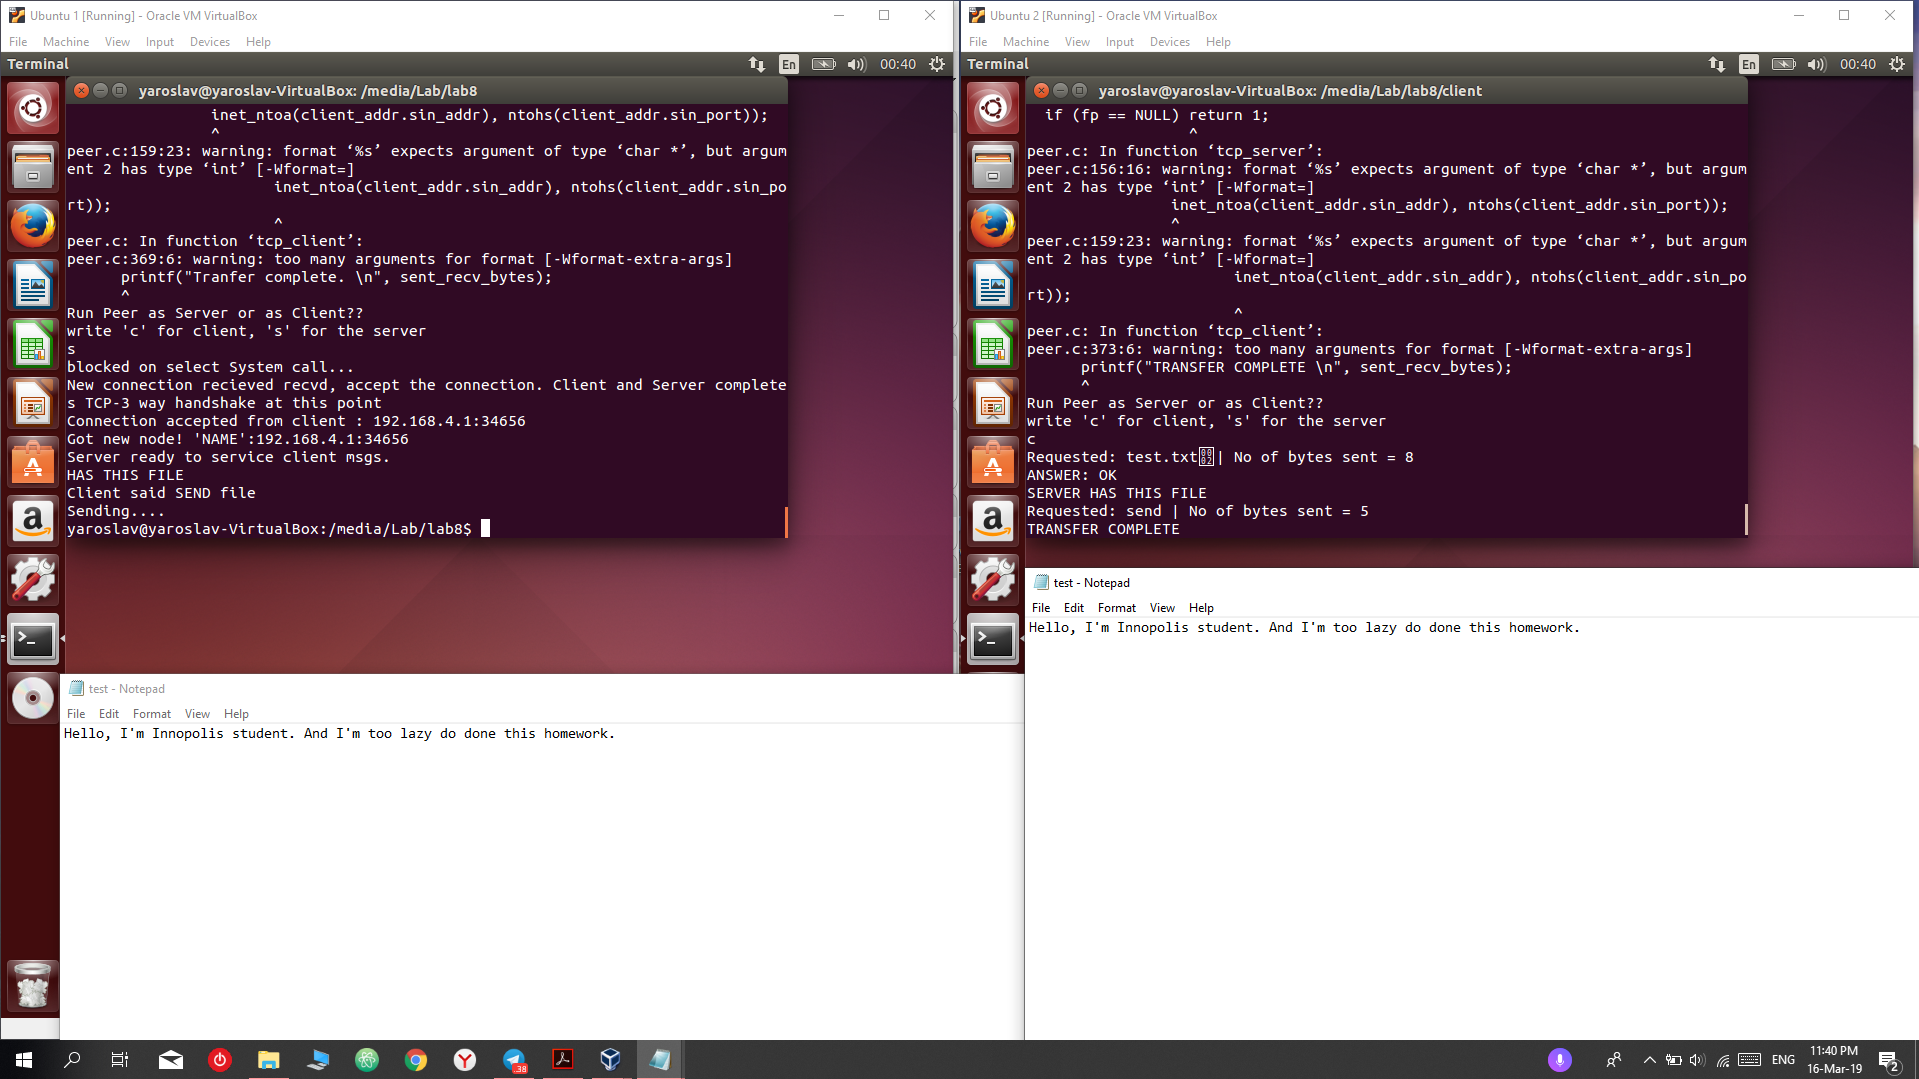 Ubuntu 1 [Running] - Oracle VM VirtualBox
File Machine View Input Devices Help
Terminal
En
00:40
yaroslav@yaroslav-VirtualBox: /media/Lab/lab8
inet_ntoa(client_addr.sin_addr), ntohs(client_addr.sin_port));
^
peer.c:159:23: warning: format ‘%s’ expects argument of type ‘char *’, but argum
ent 2 has type ‘int’ [-Wformat=]
inet_ntoa(client_addr.sin_addr), ntohs(client_addr.sin_po
rt));
^
peer.c: In function ‘tcp_client’:
peer.c:369:6: warning: too many arguments for format [-Wformat-extra-args]
printf("Tranfer complete. \n", sent_recv_bytes);
^
Run Peer as Server or as Client??
write 'c' for client, 's' for the server
s
blocked on select System call...
New connection recieved recvd, accept the connection. Client and Server complete
s TCP-3 way handshake at this point
Connection accepted from client : 192.168.4.1:34656
Got new node! 'NAME':192.168.4.1:34656
Server ready to service client msgs.
HAS THIS FILE
Client said SEND file
Sending....
yaroslav@yaroslav-VirtualBox:/media/Lab/lab8$
test - Notepad
File Edit Format View Help
Hello, I'm Innopolis student. And I'm too lazy do done this homework.
Ubuntu 2 [Running] - Oracle VM VirtualBox
File Machine View Input Devices Help
Terminal
En
00:40
yaroslav@yaroslav-VirtualBox: /media/Lab/lab8/client
if (fp == NULL) return 1;
^
peer.c: In function ‘tcp_server’:
peer.c:156:16: warning: format ‘%s’ expects argument of type ‘char *’, but argum
ent 2 has type ‘int’ [-Wformat=]
inet_ntoa(client_addr.sin_addr), ntohs(client_addr.sin_port));
^
peer.c:159:23: warning: format ‘%s’ expects argument of type ‘char *’, but argum
ent 2 has type ‘int’ [-Wformat=]
inet_ntoa(client_addr.sin_addr), ntohs(client_addr.sin_po
rt));
^
peer.c: In function ‘tcp_client’:
peer.c:373:6: warning: too many arguments for format [-Wformat-extra-args]
printf("TRANSFER COMPLETE \n", sent_recv_bytes);
^
Run Peer as Server or as Client??
write 'c' for client, 's' for the server
c
Requested: test.txt | No of bytes sent = 8
ANSWER: OK
SERVER HAS THIS FILE
Requested: send | No of bytes sent = 5
TRANSFER COMPLETE
test - Notepad
File Edit Format View Help
Hello, I'm Innopolis student. And I'm too lazy do done this homework.
38
ENG
11:40 PM
16-Mar-19
2